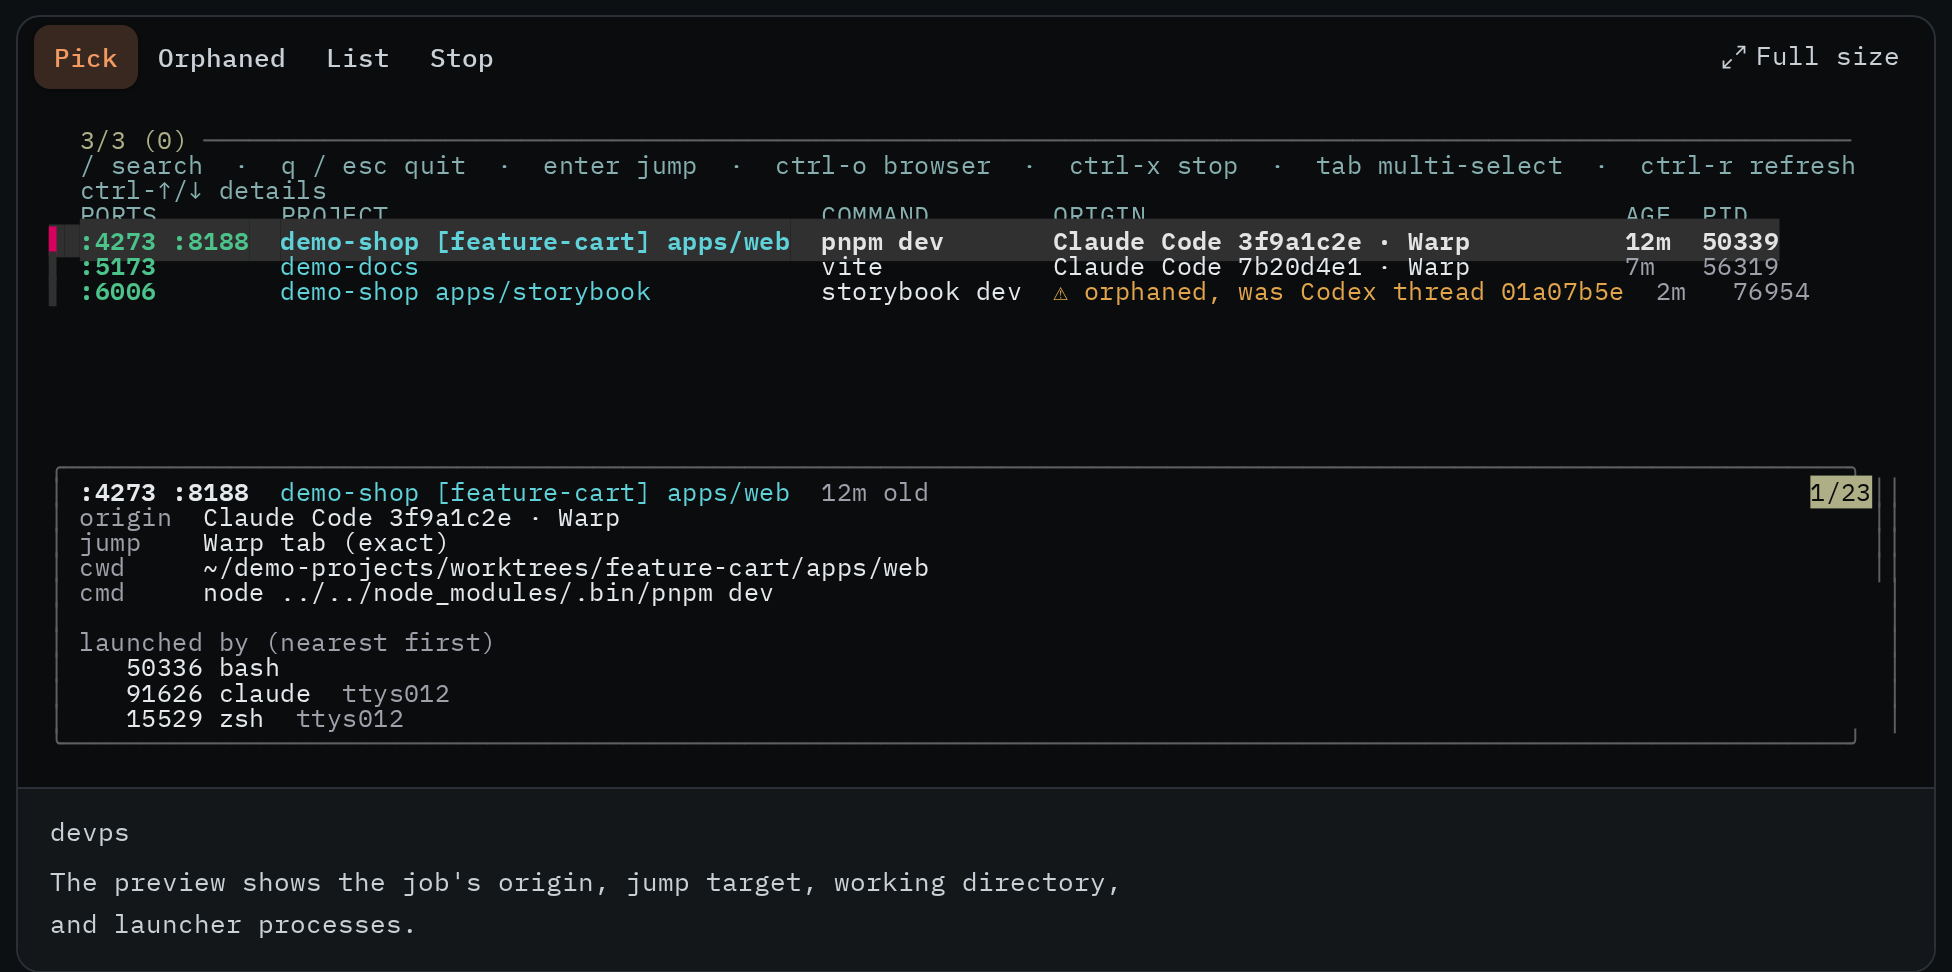 Pick Orphaned List Stop Full size
3/3 (0)
/ search · q / esc quit · enter jump · ctrl-o browser · ctrl-x stop · tab multi-select · ctrl-r refresh
ctrl-↑/↓ details
PORTS PROJECT COMMAND ORIGIN AGE PID
:4273 :8188 demo-shop [feature-cart] apps/web pnpm dev Claude Code 3f9a1c2e · Warp 12m 50339
:5173 demo-docs vite Claude Code 7b20d4e1 · Warp 7m 56319
:6006 demo-shop apps/storybook storybook dev ⚠ orphaned, was Codex thread 01a07b5e 2m 76954
:4273 :8188 demo-shop [feature-cart] apps/web 12m old 1/23
origin Claude Code 3f9a1c2e · Warp
jump Warp tab (exact)
cwd ~/demo-projects/worktrees/feature-cart/apps/web
cmd node ../../node_modules/.bin/pnpm dev
launched by (nearest first)
50336 bash
91626 claude ttys012
15529 zsh ttys012
devps
The preview shows the job's origin, jump target, working directory,
and launcher processes.